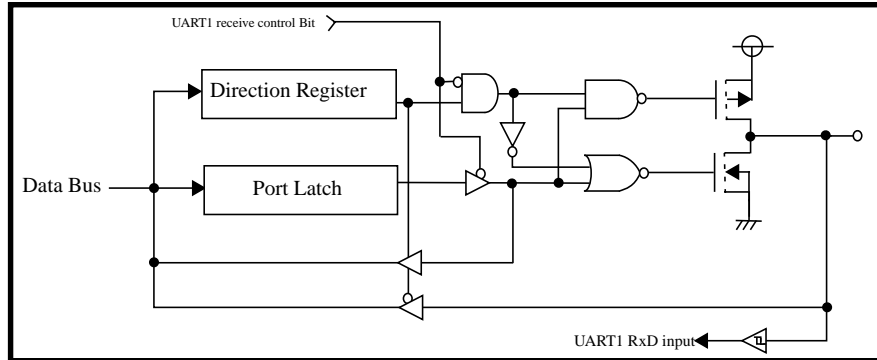 UART1 receive control Bit
Direction Register
Data Bus
Port Latch
UART1 RxD input